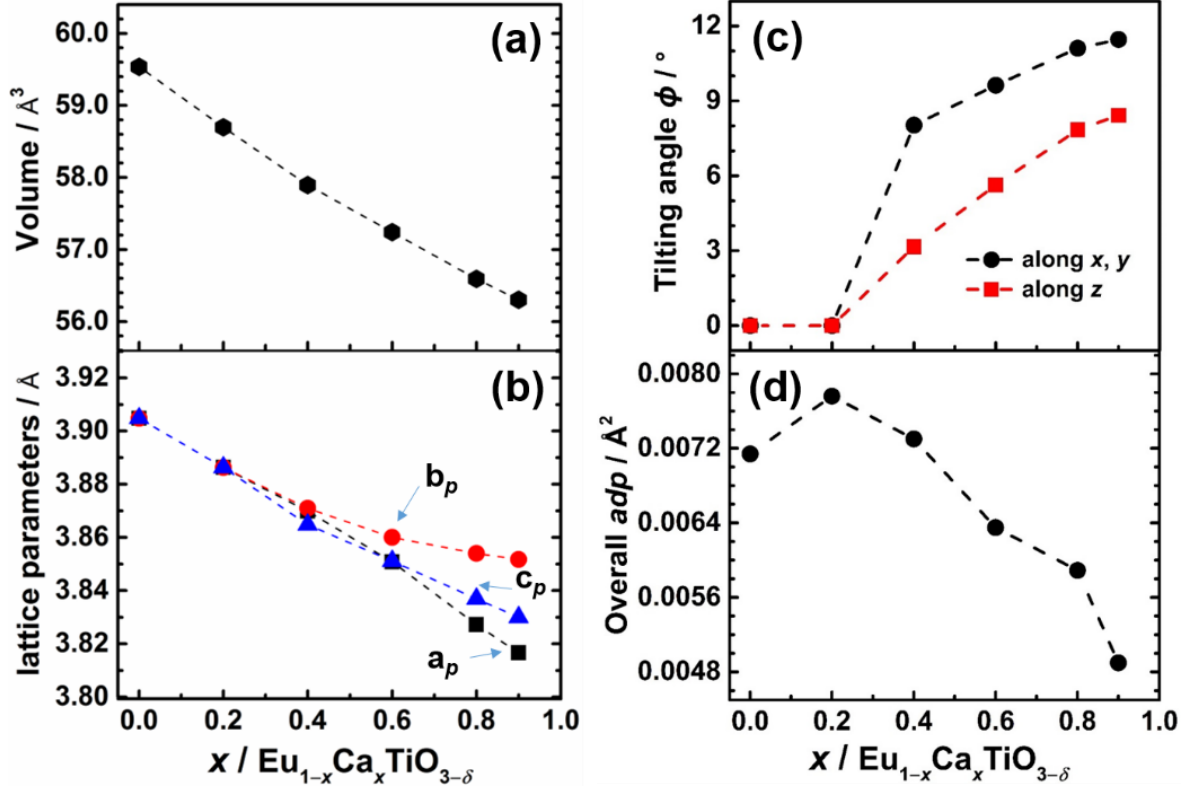 (a)
Volume / Å³
60.0
59.0
58.0
57.0
56.0
(b)
lattice parameters / Å
3.92
3.90
3.88
3.86
3.84
3.82
3.80
bₚ
cₚ
aₚ
0.0 0.2 0.4 0.6 0.8 1.0
x / Eu₁₋ₓCaₓTiO₃₋δ
(c)
Tilting angle ϕ / °
12
9
6
3
0
along x, y
along z
(d)
Overall adp / Å²
0.0080
0.0072
0.0064
0.0056
0.0048
0.0 0.2 0.4 0.6 0.8 1.0
x / Eu₁₋ₓCaₓTiO₃₋δ